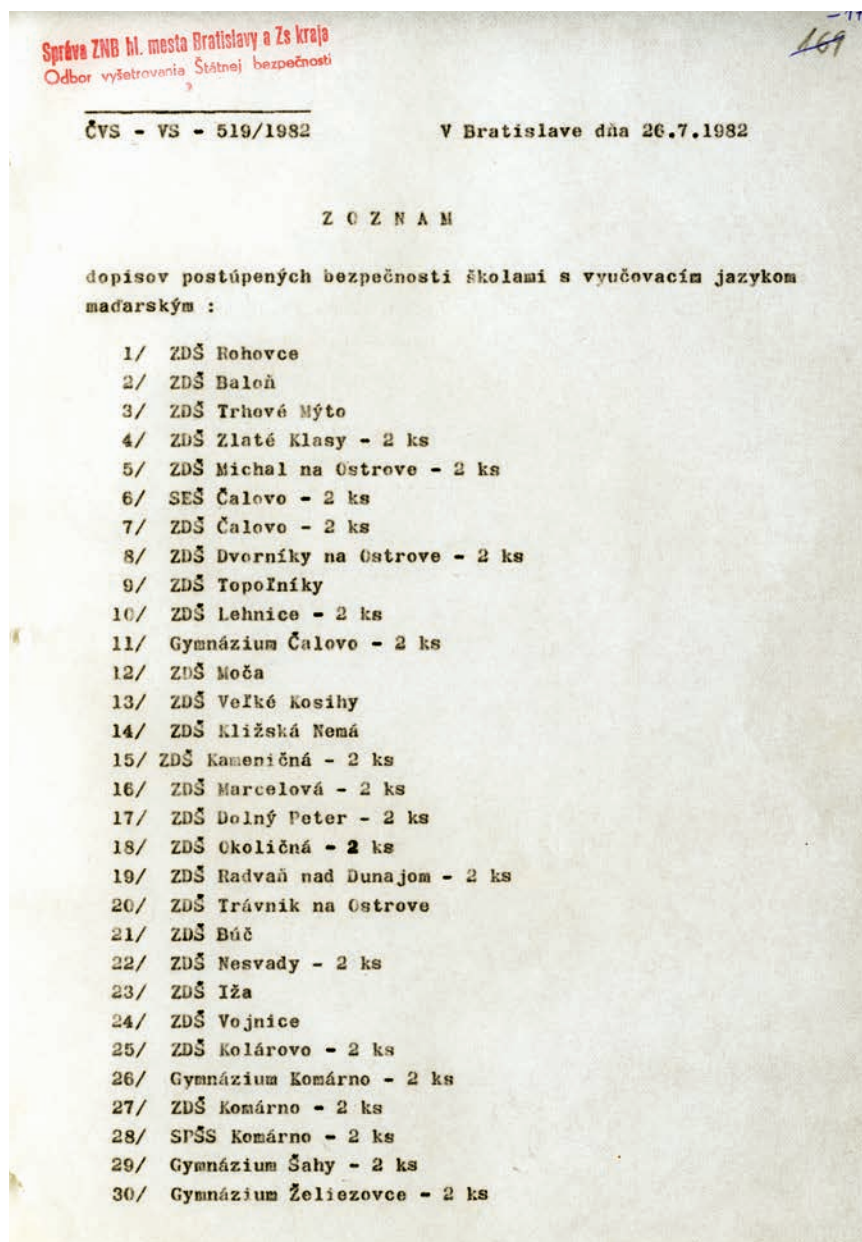 Správa ZNB hl. mesta Bratislavy a Zs kraja
Odbor vyšetrovania Štátnej bezpečnosti
169
ČVS - VS - 519/1982 V Bratislave dňa 26.7.1982
Z O Z N A M
dopisov postúpených bezpečnosti školami s vyučovacím jazykom
maďarským :
1/ ZDŠ Rohovce
2/ ZDŠ Baloň
3/ ZDŠ Trhové Mýto
4/ ZDŠ Zlaté Klasy - 2 ks
5/ ZDŠ Michal na Ostrove - 2 ks
6/ SEŠ Čalovo - 2 ks
7/ ZDŠ Čalovo - 2 ks
8/ ZDŠ Dvorníky na Ostrove - 2 ks
9/ ZDŠ Topoľníky
10/ ZDŠ Lehnice - 2 ks
11/ Gymnázium Čalovo - 2 ks
12/ ZDŠ Moča
13/ ZDŠ Veľké Kosihy
14/ ZDŠ Kližská Nemá
15/ ZDŠ Kameničná - 2 ks
16/ ZDŠ Marcelová - 2 ks
17/ ZDŠ Dolný Peter - 2 ks
18/ ZDŠ Okoličná - 2 ks
19/ ZDŠ Radvaň nad Dunajom - 2 ks
20/ ZDŠ Trávnik na Ostrove
21/ ZDŠ Búč
22/ ZDŠ Nesvady - 2 ks
23/ ZDŠ Iža
24/ ZDŠ Vojnice
25/ ZDŠ Kolárovo - 2 ks
26/ Gymnázium Komárno - 2 ks
27/ ZDŠ Komárno - 2 ks
28/ SPŠS Komárno - 2 ks
29/ Gymnázium Šahy - 2 ks
30/ Gymnázium Želiezovce - 2 ks